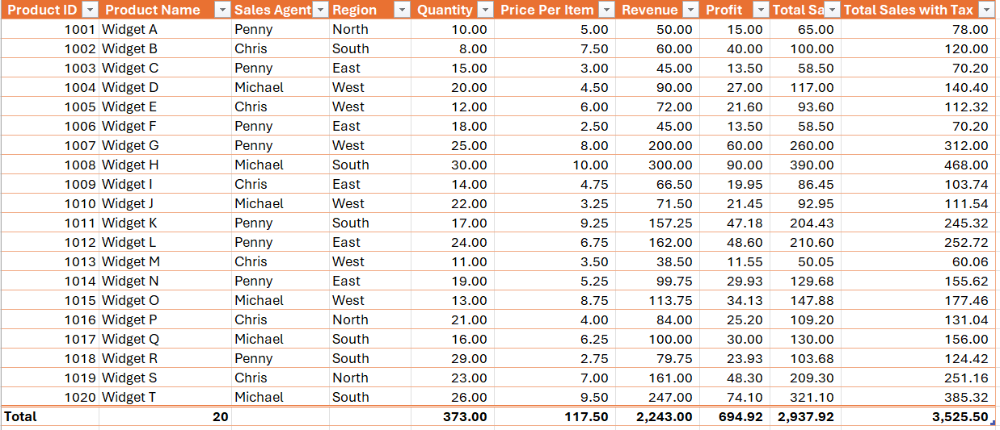 Product ID Product Name Sales Agent Region Quantity Price Per Item Revenue Profit Total Sa Total Sales with Tax
1001 Widget A Penny North 10.00 5.00 50.00 15.00 65.00 78.00
1002 Widget B Chris South 8.00 7.50 60.00 40.00 100.00 120.00
1003 Widget C Penny East 15.00 3.00 45.00 13.50 58.50 70.20
1004 Widget D Michael West 20.00 4.50 90.00 27.00 117.00 140.40
1005 Widget E Chris West 12.00 6.00 72.00 21.60 93.60 112.32
1006 Widget F Penny East 18.00 2.50 45.00 13.50 58.50 70.20
1007 Widget G Penny West 25.00 8.00 200.00 60.00 260.00 312.00
1008 Widget H Michael South 30.00 10.00 300.00 90.00 390.00 468.00
1009 Widget I Chris East 14.00 4.75 66.50 19.95 86.45 103.74
1010 Widget J Michael West 22.00 3.25 71.50 21.45 92.95 111.54
1011 Widget K Penny South 17.00 9.25 157.25 47.18 204.43 245.32
1012 Widget L Penny East 24.00 6.75 162.00 48.60 210.60 252.72
1013 Widget M Chris West 11.00 3.50 38.50 11.55 50.05 60.06
1014 Widget N Penny East 19.00 5.25 99.75 29.93 129.68 155.62
1015 Widget O Michael West 13.00 8.75 113.75 34.13 147.88 177.46
1016 Widget P Chris North 21.00 4.00 84.00 25.20 109.20 131.04
1017 Widget Q Michael South 16.00 6.25 100.00 30.00 130.00 156.00
1018 Widget R Penny South 29.00 2.75 79.75 23.93 103.68 124.42
1019 Widget S Chris North 23.00 7.00 161.00 48.30 209.30 251.16
1020 Widget T Michael South 26.00 9.50 247.00 74.10 321.10 385.32
Total 20 373.00 117.50 2,243.00 694.92 2,937.92 3,525.50